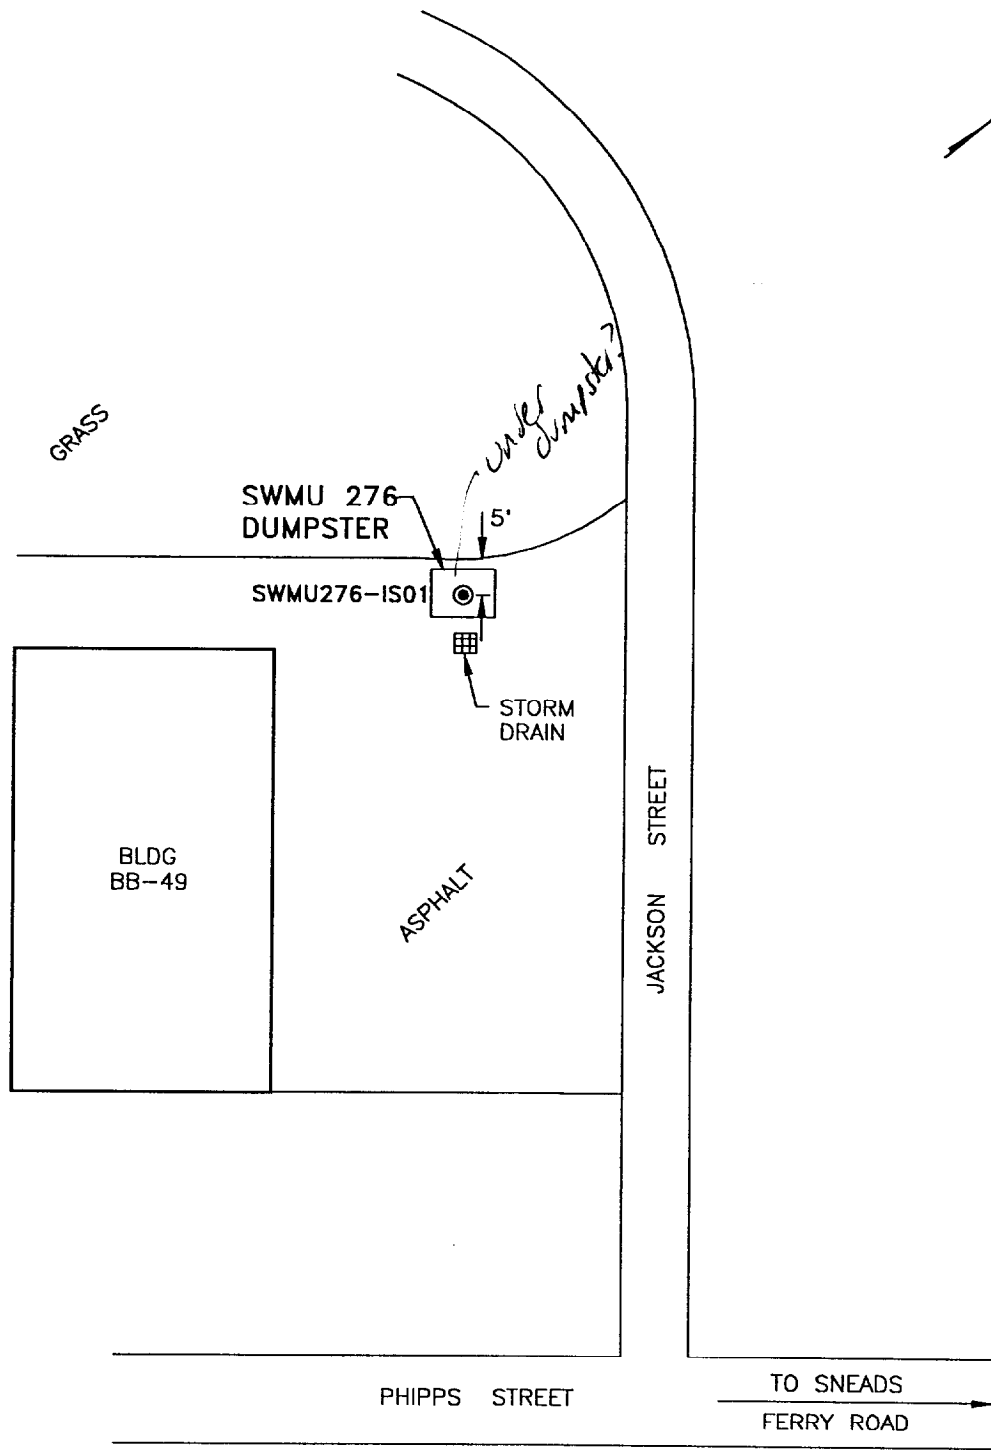 under
dumpster?
GRASS
SWMU 276
DUMPSTER
5'
SWMU276-IS01
STORM
DRAIN
BLDG
BB-49
ASPHALT
JACKSON STREET
PHIPPS STREET
TO SNEADS
FERRY ROAD